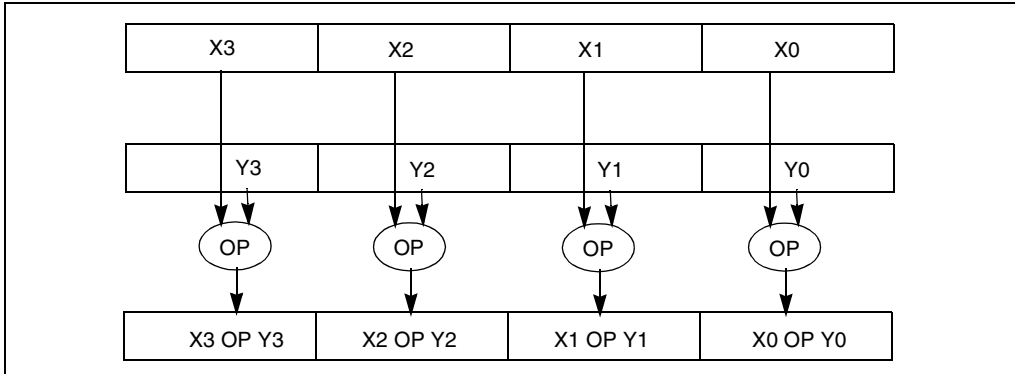 X3 X2 X1 X0
Y3 Y2 Y1 Y0
OP OP OP OP
X3 OP Y3 X2 OP Y2 X1 OP Y1 X0 OP Y0